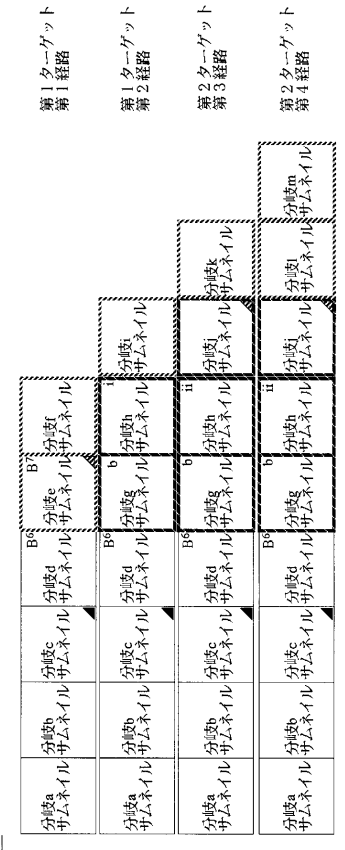 分岐a
サムネイル
分岐b
サムネイル
分岐c
サムネイル
B6
分岐d
サムネイル
B7
分岐e
サムネイル
分岐f
サムネイル
第1ターゲット
第1経路
分岐a
サムネイル
分岐b
サムネイル
分岐c
サムネイル
B6
分岐d
サムネイル
b
分岐g
サムネイル
i
分岐h
サムネイル
分岐i
サムネイル
第1ターゲット
第2経路
分岐a
サムネイル
分岐b
サムネイル
分岐c
サムネイル
B6
分岐d
サムネイル
b
分岐g
サムネイル
ii
分岐h
サムネイル
分岐j
サムネイル
分岐k
サムネイル
第2ターゲット
第3経路
分岐a
サムネイル
分岐b
サムネイル
分岐c
サムネイル
B6
分岐d
サムネイル
b
分岐g
サムネイル
ii
分岐h
サムネイル
分岐j
サムネイル
分岐l
サムネイル
分岐m
サムネイル
第2ターゲット
第4経路